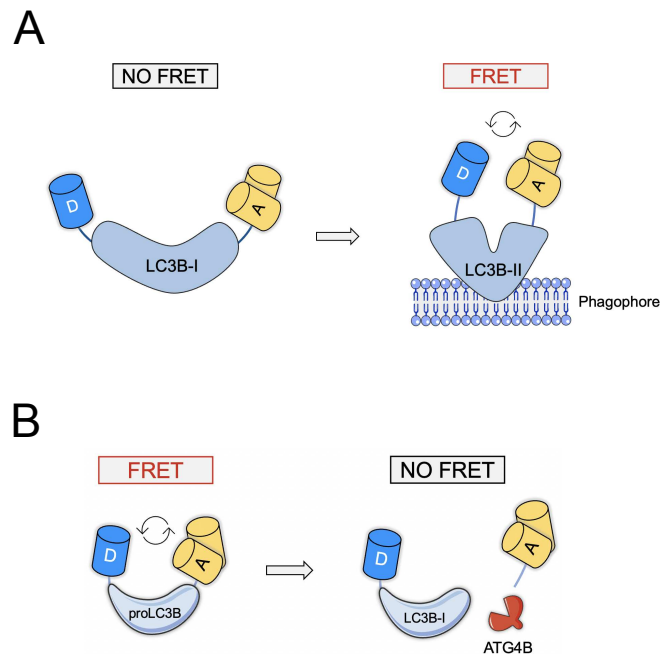 A
NO FRET
FRET
D
A
D
A
LC3B-I
LC3B-II
Phagophore
B
FRET
NO FRET
D
A
D
A
proLC3B
LC3B-I
ATG4B